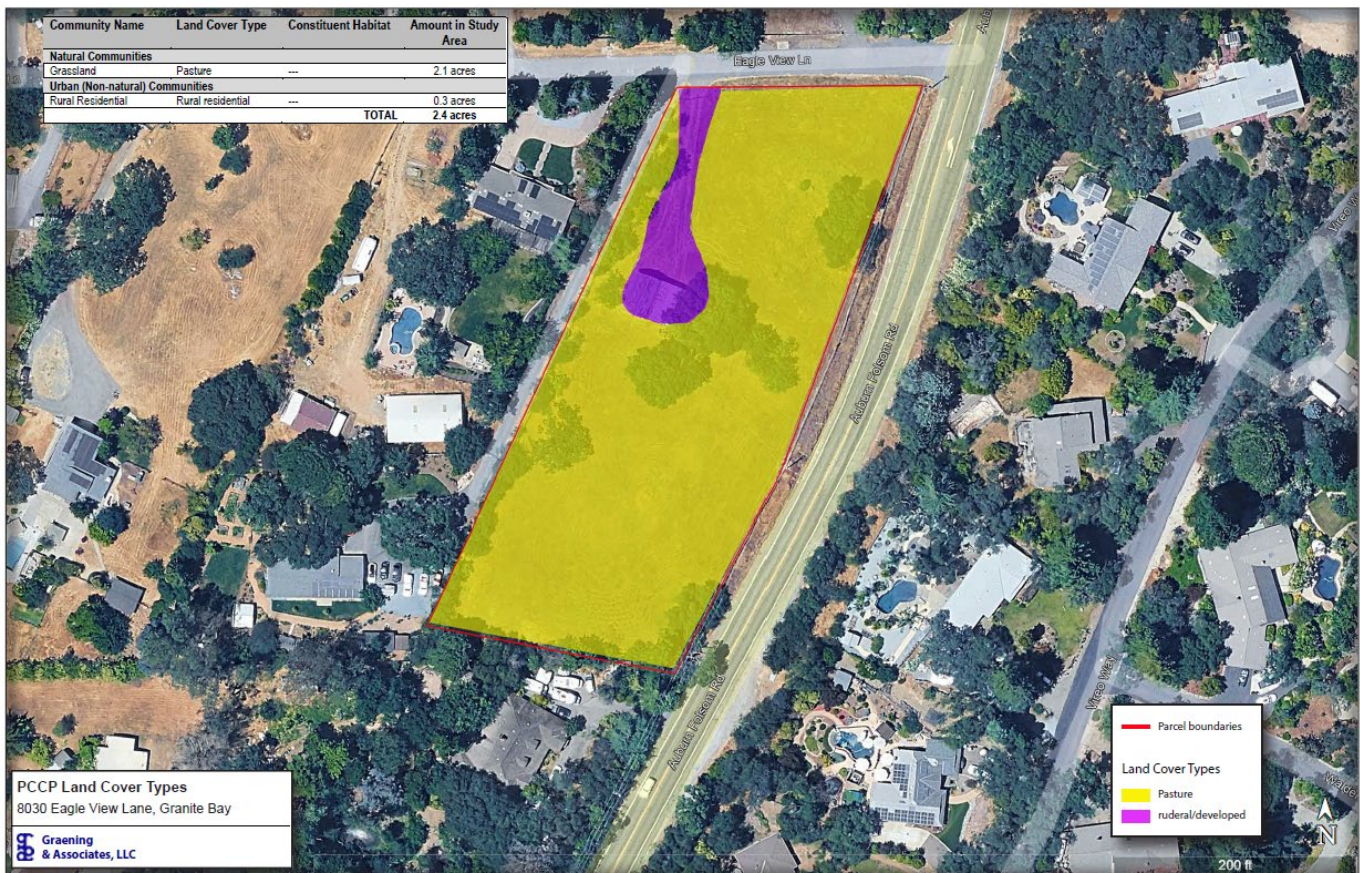 Community Name Land Cover Type Constituent Habitat Amount in Study Area
Natural Communities
Grassland Pasture --- 2.1 acres
Urban (Non-natural) Communities
Rural Residential Rural residential --- 0.3 acres
TOTAL 2.4 acres
Eagle View Ln
Auburn Folsom Rd
Auburn Folsom Rd
Vireo Way
Parcel boundaries
Land Cover Types
Pasture
ruderal/developed
N
200 ft
PCCP Land Cover Types
8030 Eagle View Lane, Granite Bay
Graening
& Associates, LLC